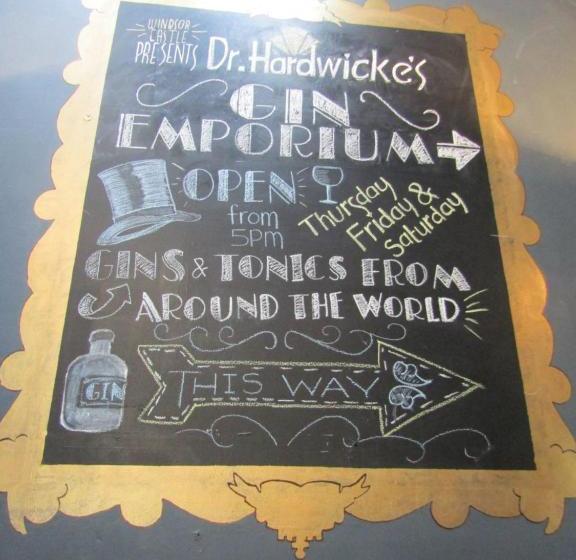 WINDSOR
CASTLE
PRESENTS
Dr. Hardwicke's
GIN
EMPORIUM
OPEN
from
5PM
Thursday
Friday &
Saturday
GINS & TONICS FROM
AROUND THE WORLD
GIN
THIS WAY